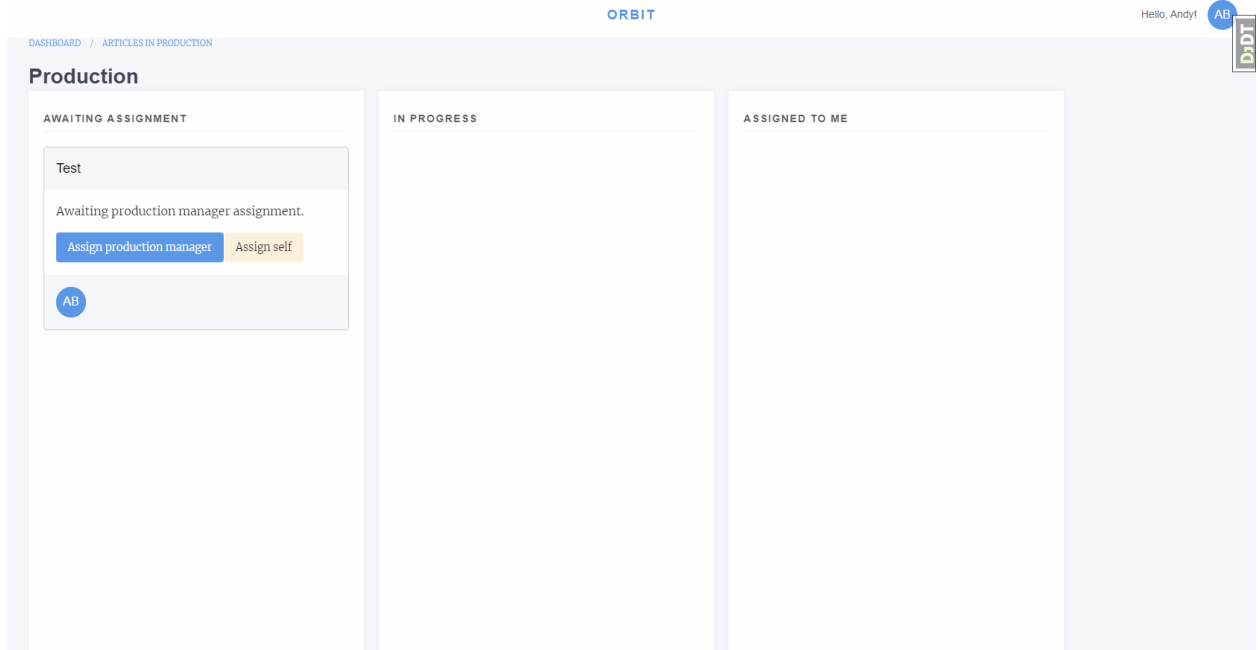 ORBIT
Hello, Andy!
AB
DJDT
DASHBOARD / ARTICLES IN PRODUCTION
Production
AWAITING ASSIGNMENT
Test
Awaiting production manager assignment.
Assign production manager
Assign self
AB
IN PROGRESS
ASSIGNED TO ME